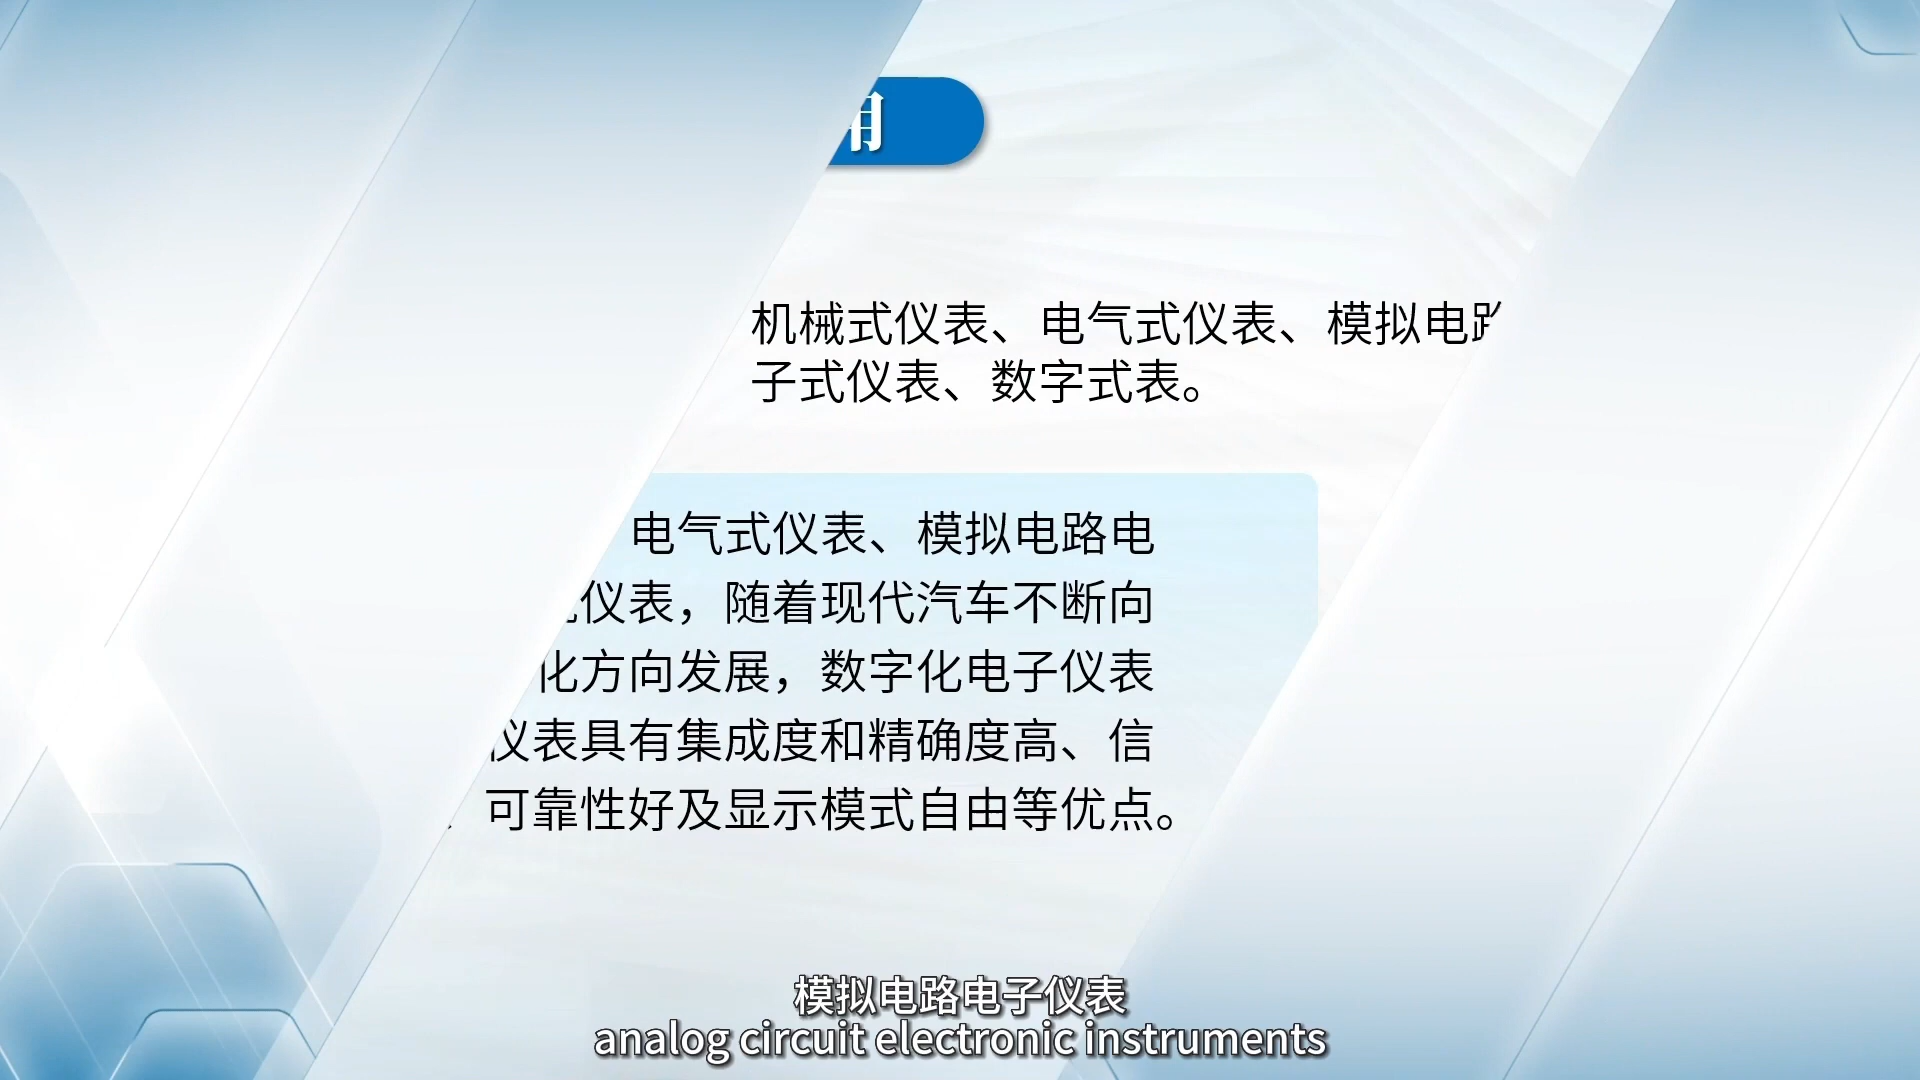 用
机械式仪表、电气式仪表、模拟电路
子式仪表、数字式表。
电气式仪表、模拟电路电
仪表，随着现代汽车不断向
化方向发展，数字化电子仪表
仪表具有集成度和精确度高、信
、可靠性好及显示模式自由等优点。
模拟电路电子仪表
analog circuit electronic instruments